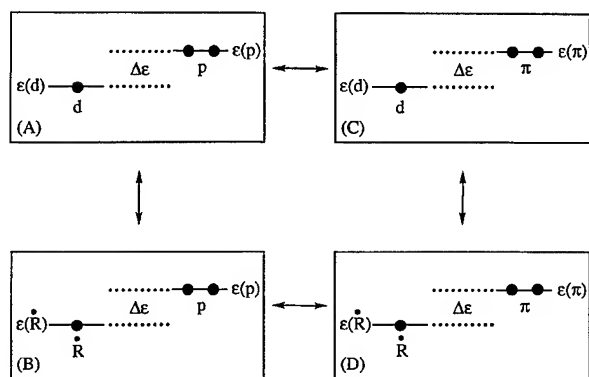 ε(p)
Δε p
ε(d)
d
(A)
ε(π)
Δε π
ε(d)
d
(C)
ε(p)
Δε p
ε(Ṙ)
Ṙ
(B)
ε(π)
Δε π
ε(Ṙ)
Ṙ
(D)